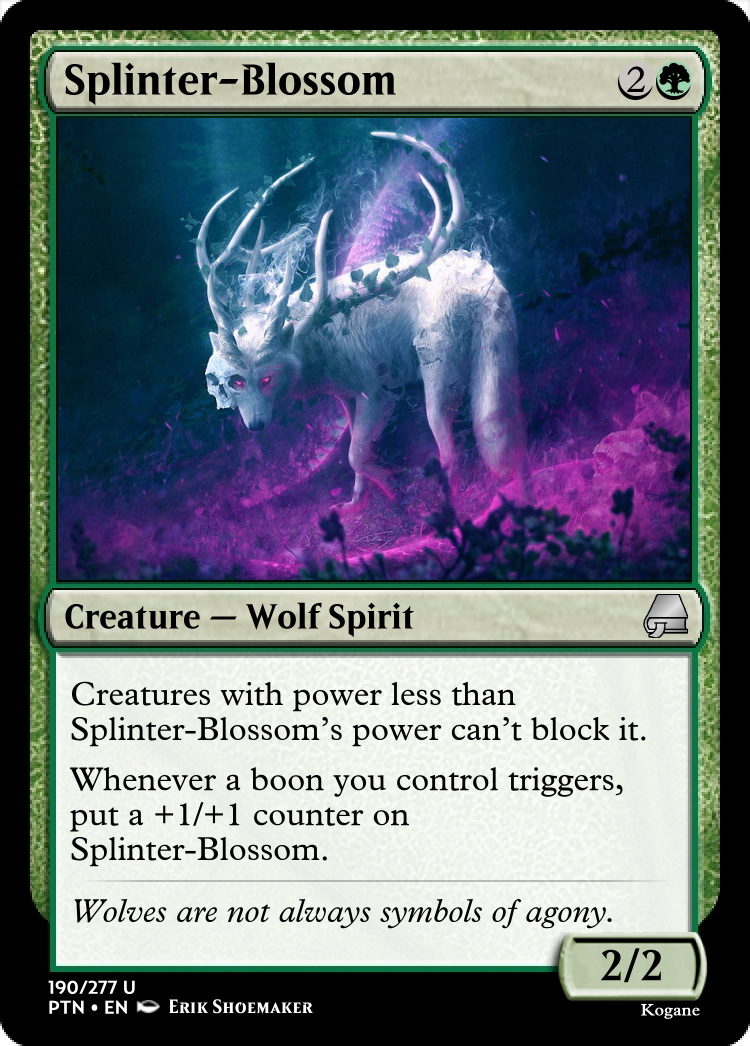 Splinter-Blossom 2
Creature — Wolf Spirit
Creatures with power less than
Splinter-Blossom's power can't block it.
Whenever a boon you control triggers,
put a +1/+1 counter on
Splinter-Blossom.
Wolves are not always symbols of agony.
2/2
190/277 U
PTN • EN Erik Shoemaker
Kogane